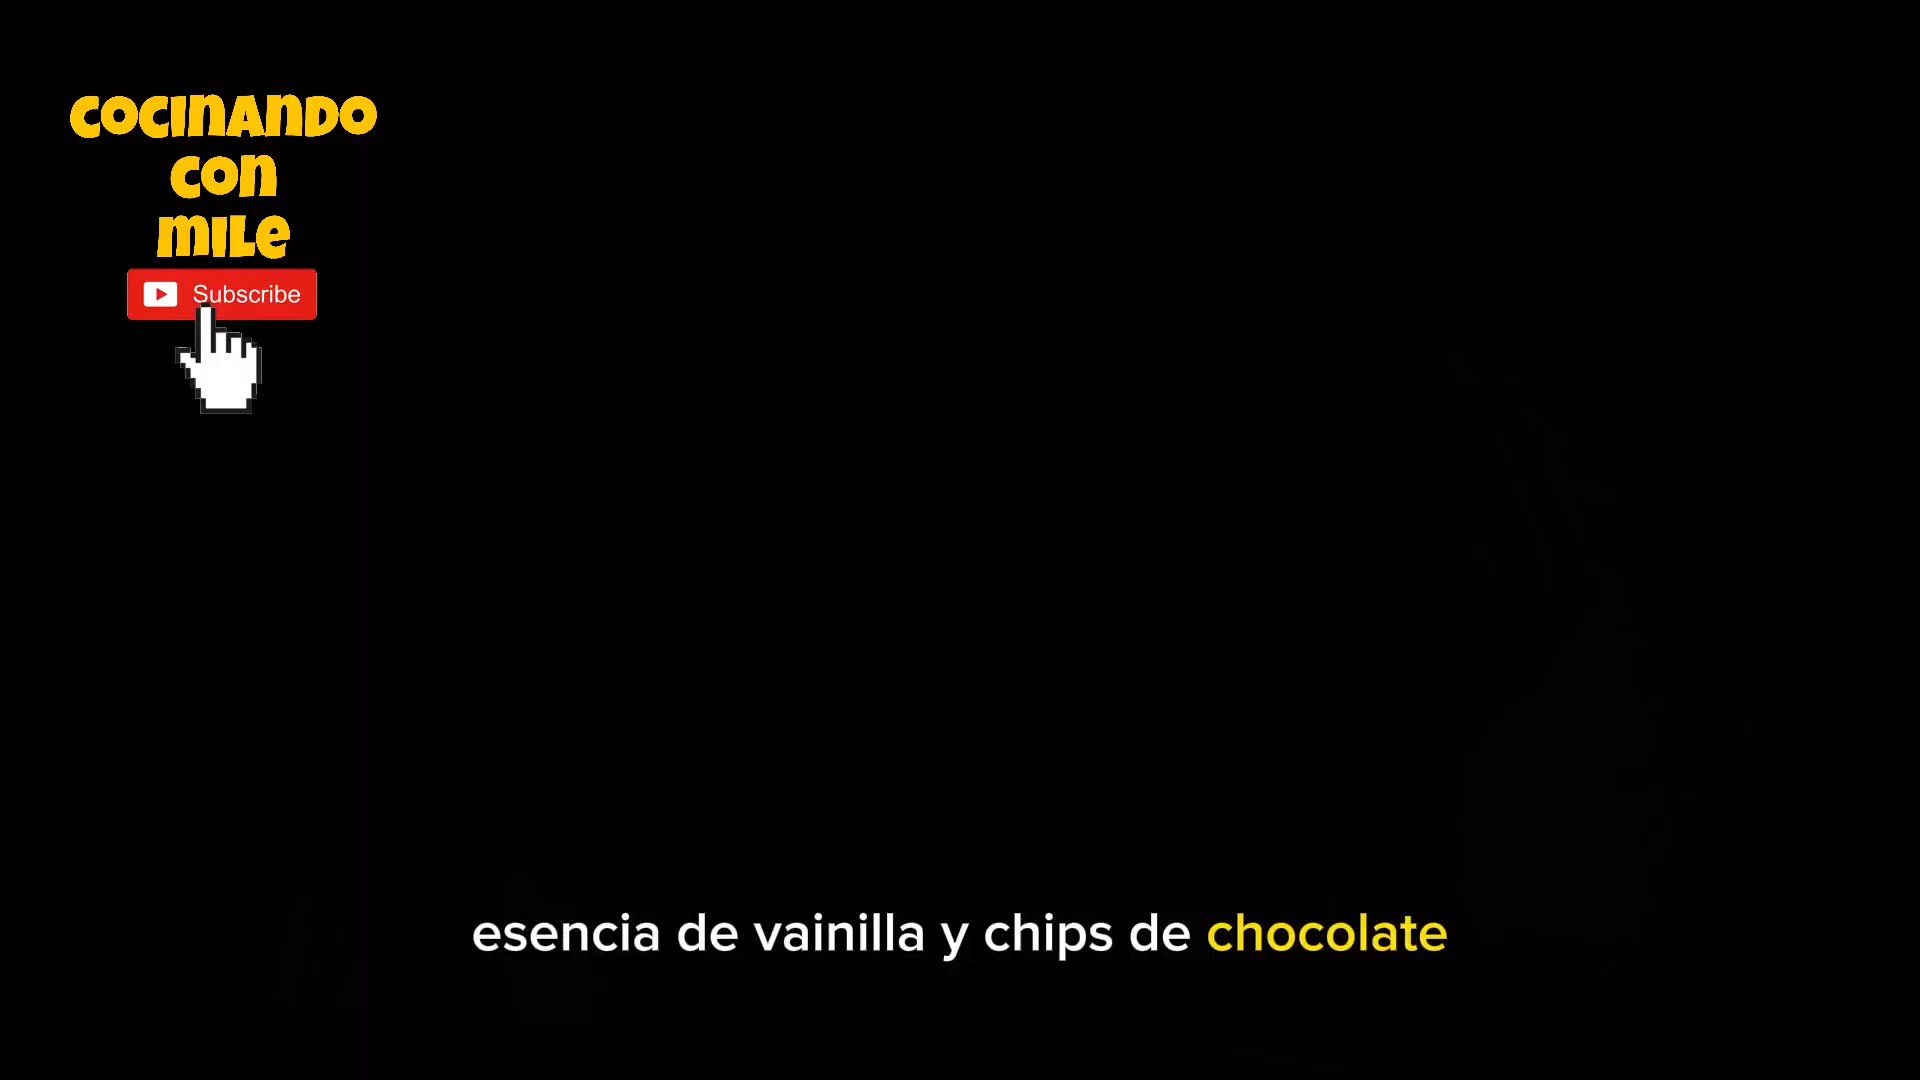 COCINANDO
CON
MILE
Subscribe
esencia de vainilla y chips de chocolate